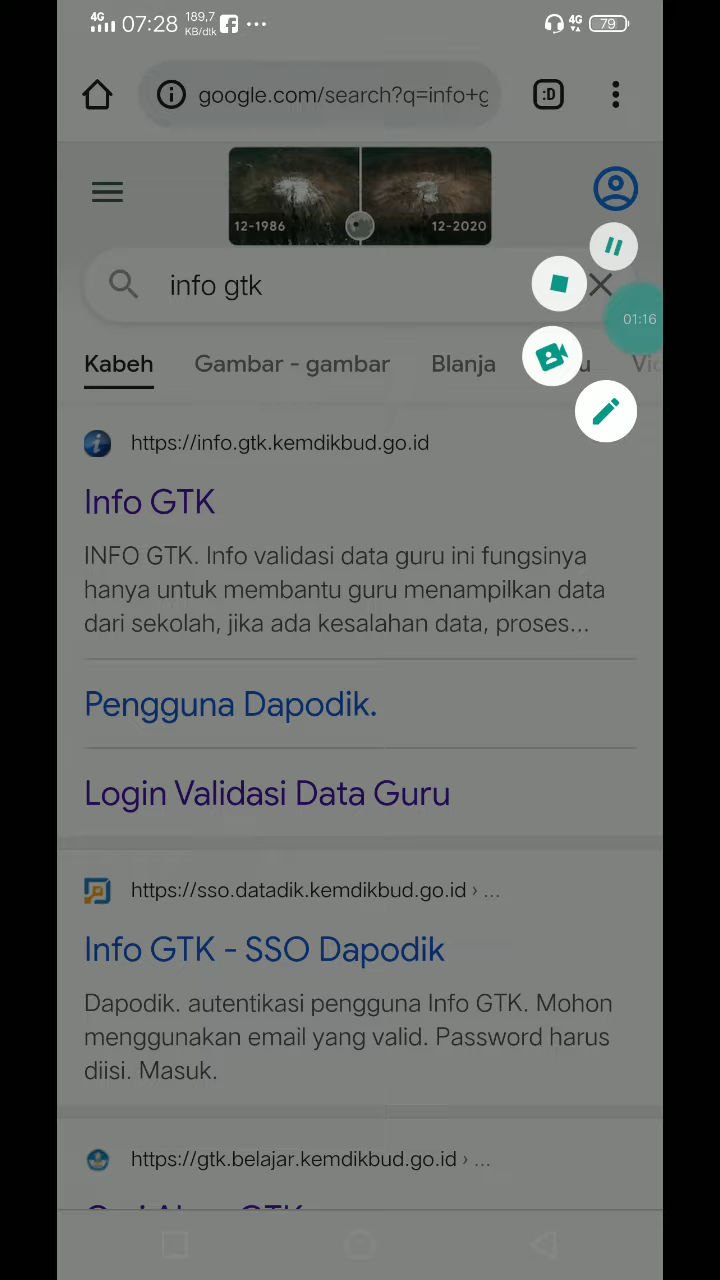 4G 07:28 189,7 KB/dtk ... 4G 79
:D
google.com/search?q=info+g
12-1986 12-2020
info gtk
01:16
Kabeh Gambar - gambar Blanja
https://info.gtk.kemdikbud.go.id
Info GTK
INFO GTK. Info validasi data guru ini fungsinya
hanya untuk membantu guru menampilkan data
dari sekolah, jika ada kesalahan data, proses...
Pengguna Dapodik.
Login Validasi Data Guru
https://sso.datadik.kemdikbud.go.id › ...
Info GTK - SSO Dapodik
Dapodik. autentikasi pengguna Info GTK. Mohon
menggunakan email yang valid. Password harus
diisi. Masuk.
https://gtk.belajar.kemdikbud.go.id › ...